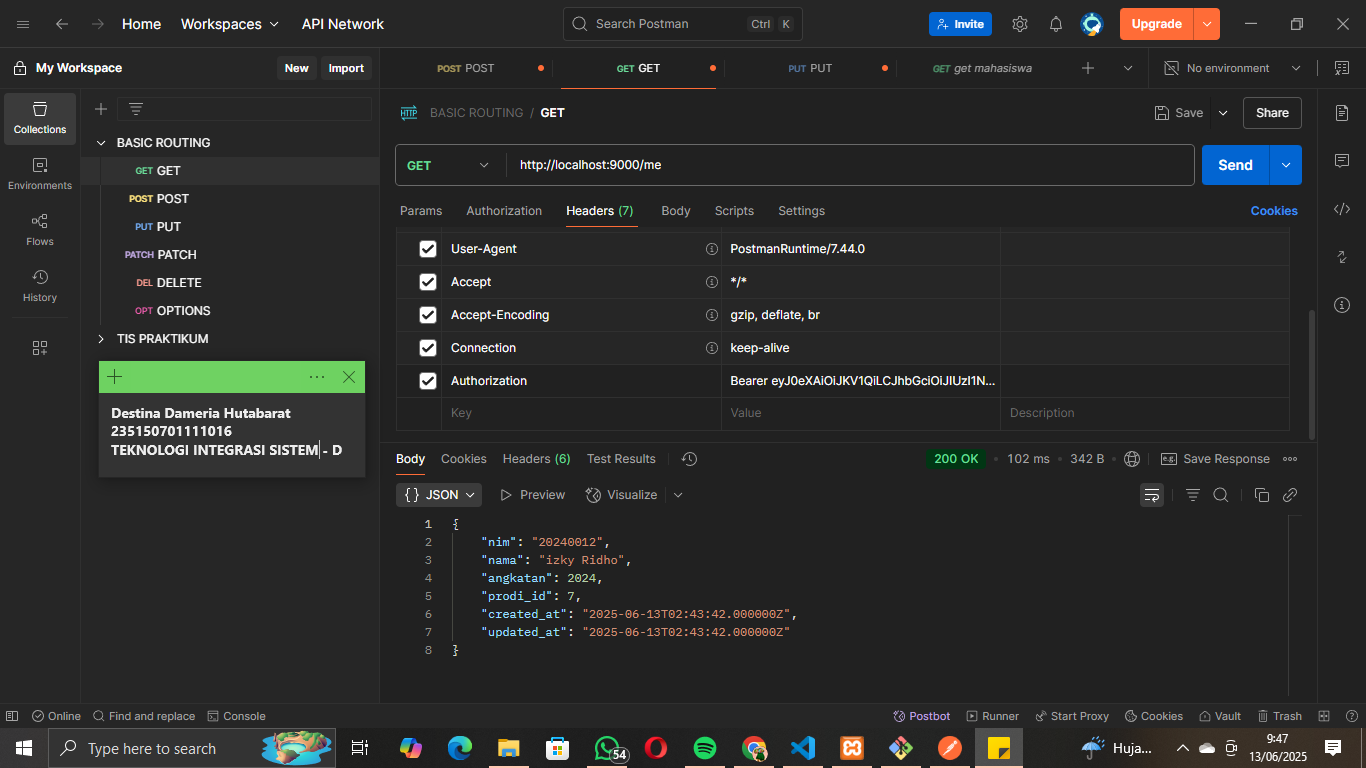 Home Workspaces API Network Search Postman Ctrl K Invite Upgrade
My Workspace New Import POST POST GET GET PUT PUT GET get mahasiswa No environment
Collections
Environments
Flows
History
BASIC ROUTING
GET GET
POST POST
PUT PUT
PATCH PATCH
DEL DELETE
OPT OPTIONS
TIS PRAKTIKUM
Destina Dameria Hutabarat
235150701111016
TEKNOLOGI INTEGRASI SISTEM - D
HTTP BASIC ROUTING / GET Save Share
GET http://localhost:9000/me Send
Params Authorization Headers (7) Body Scripts Settings Cookies
User-Agent PostmanRuntime/7.44.0
Accept */*
Accept-Encoding gzip, deflate, br
Connection keep-alive
Authorization Bearer eyJ0eXAiOiJKV1QiLCJhbGciOiJIUzI1N...
Key Value Description
Body Cookies Headers (6) Test Results 200 OK • 102 ms • 342 B • e.g. Save Response
{} JSON Preview Visualize
1 {
2 "nim": "20240012",
3 "nama": "izky Ridho",
4 "angkatan": 2024,
5 "prodi_id": 7,
6 "created_at": "2025-06-13T02:43:42.000000Z",
7 "updated_at": "2025-06-13T02:43:42.000000Z"
8 }
Online Find and replace Console Postbot Runner Start Proxy Cookies Vault Trash
Type here to search 54 Huja... 9:47
13/06/2025